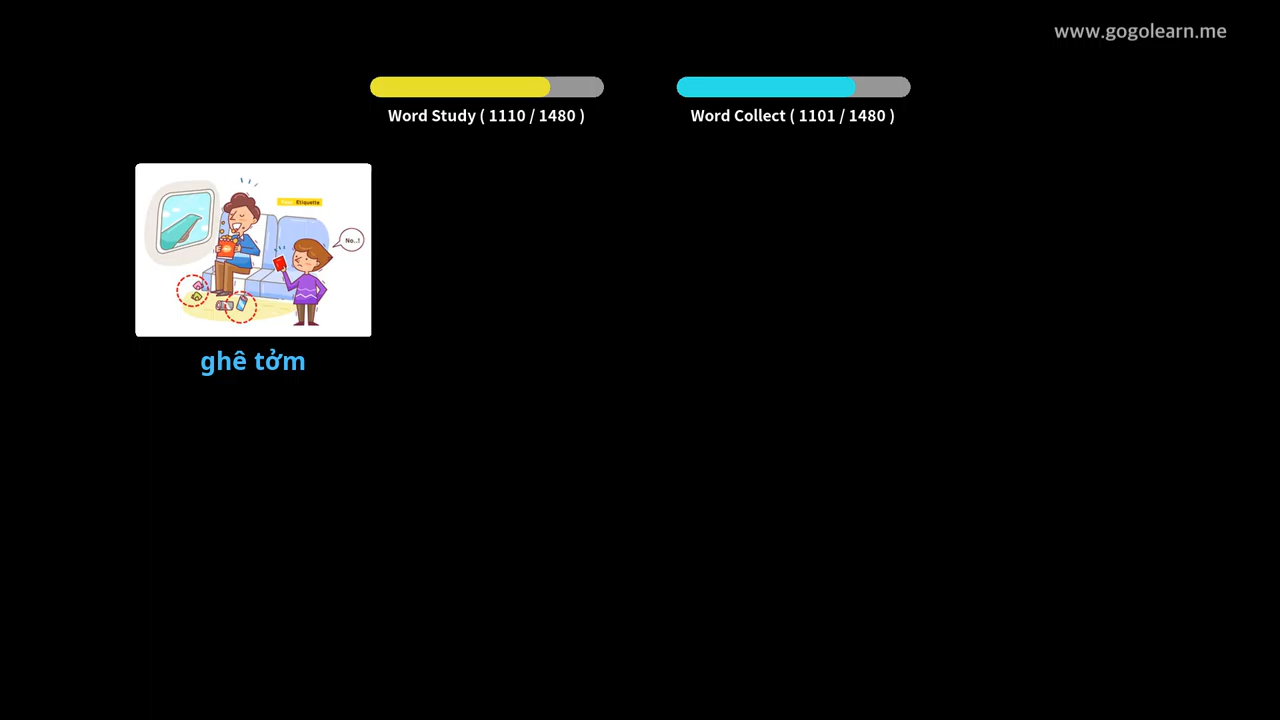 www.gogolearn.me
Word Study ( 1110 / 1480 )
Word Collect ( 1101 / 1480 )
Etiquette
No..!
ghê tởm